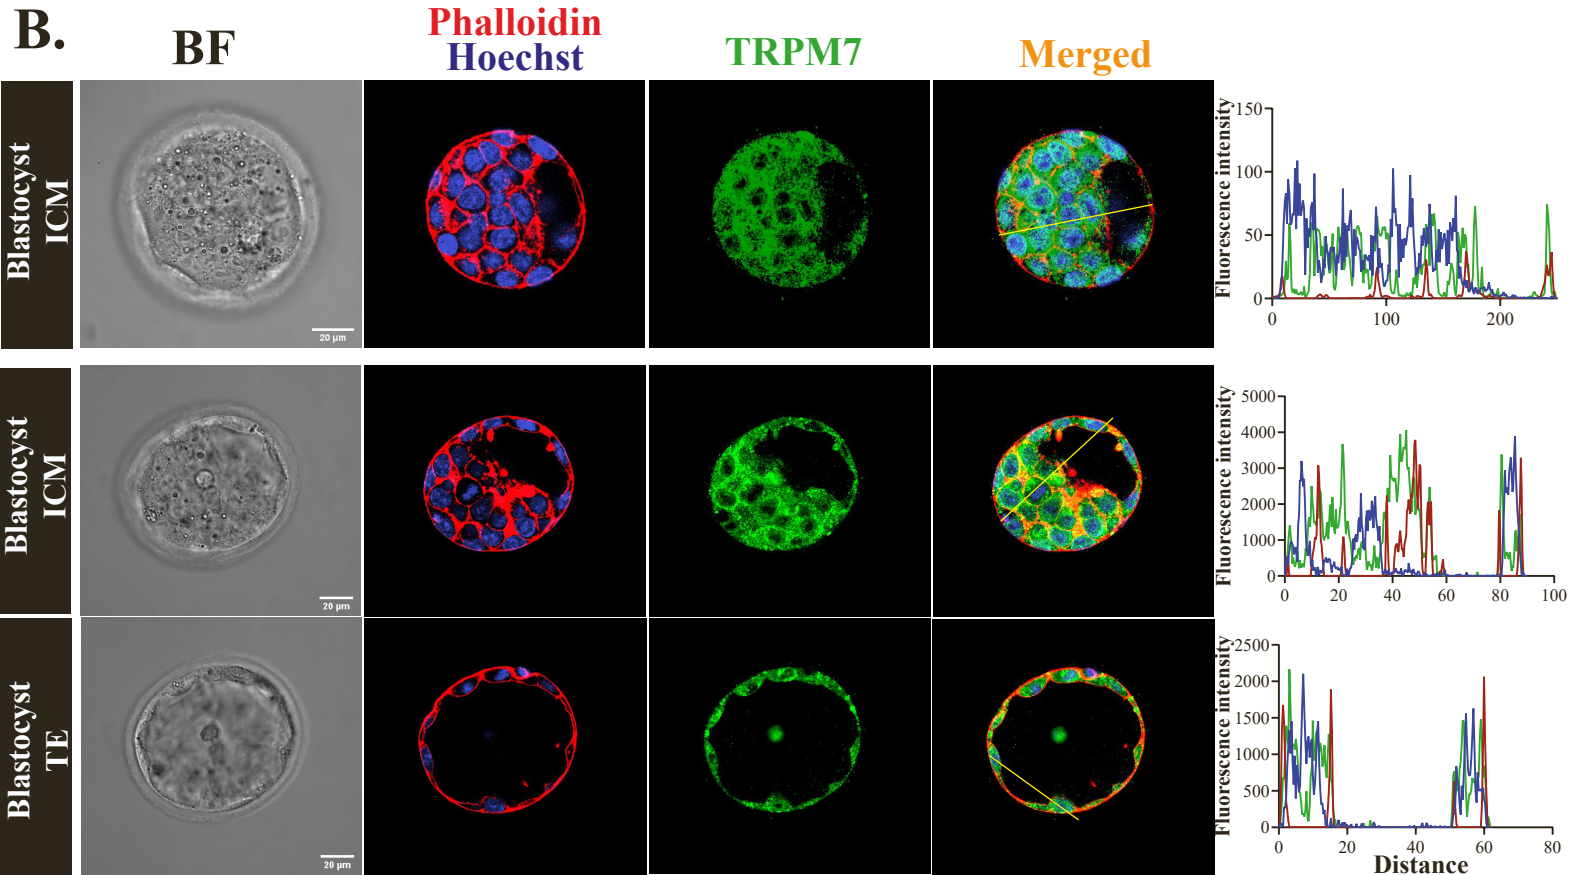 B.
BF
Phalloidin
Hoechst
TRPM7
Merged
Blastocyst
ICM
20 µm
Fluorescence intensity
150
100
50
0
0 100 200
Blastocyst
ICM
20 µm
Fluorescence intensity
5000
4000
3000
2000
1000
0
0 20 40 60 80 100
Blastocyst
TE
20 µm
Fluorescence intensity
2500
2000
1500
1000
500
0
0 20 40 60 80
Distance